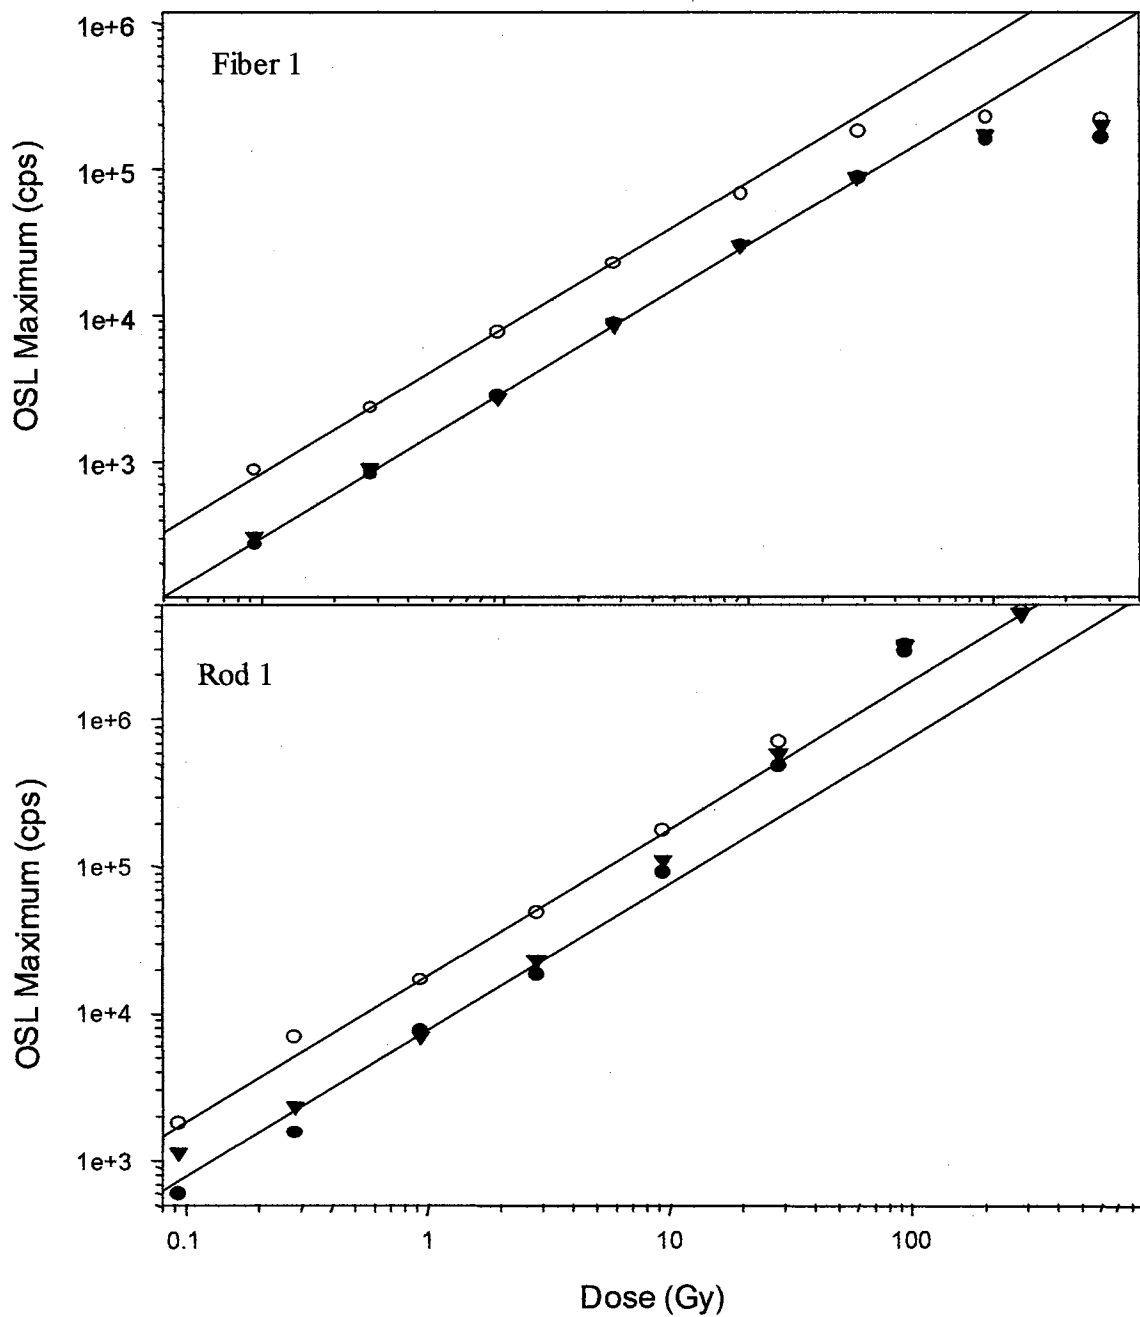 1e+6
Fiber 1
1e+5
1e+4
1e+3
OSL Maximum (cps)
Rod 1
1e+6
1e+5
1e+4
1e+3
OSL Maximum (cps)
0.1 1 10 100
Dose (Gy)